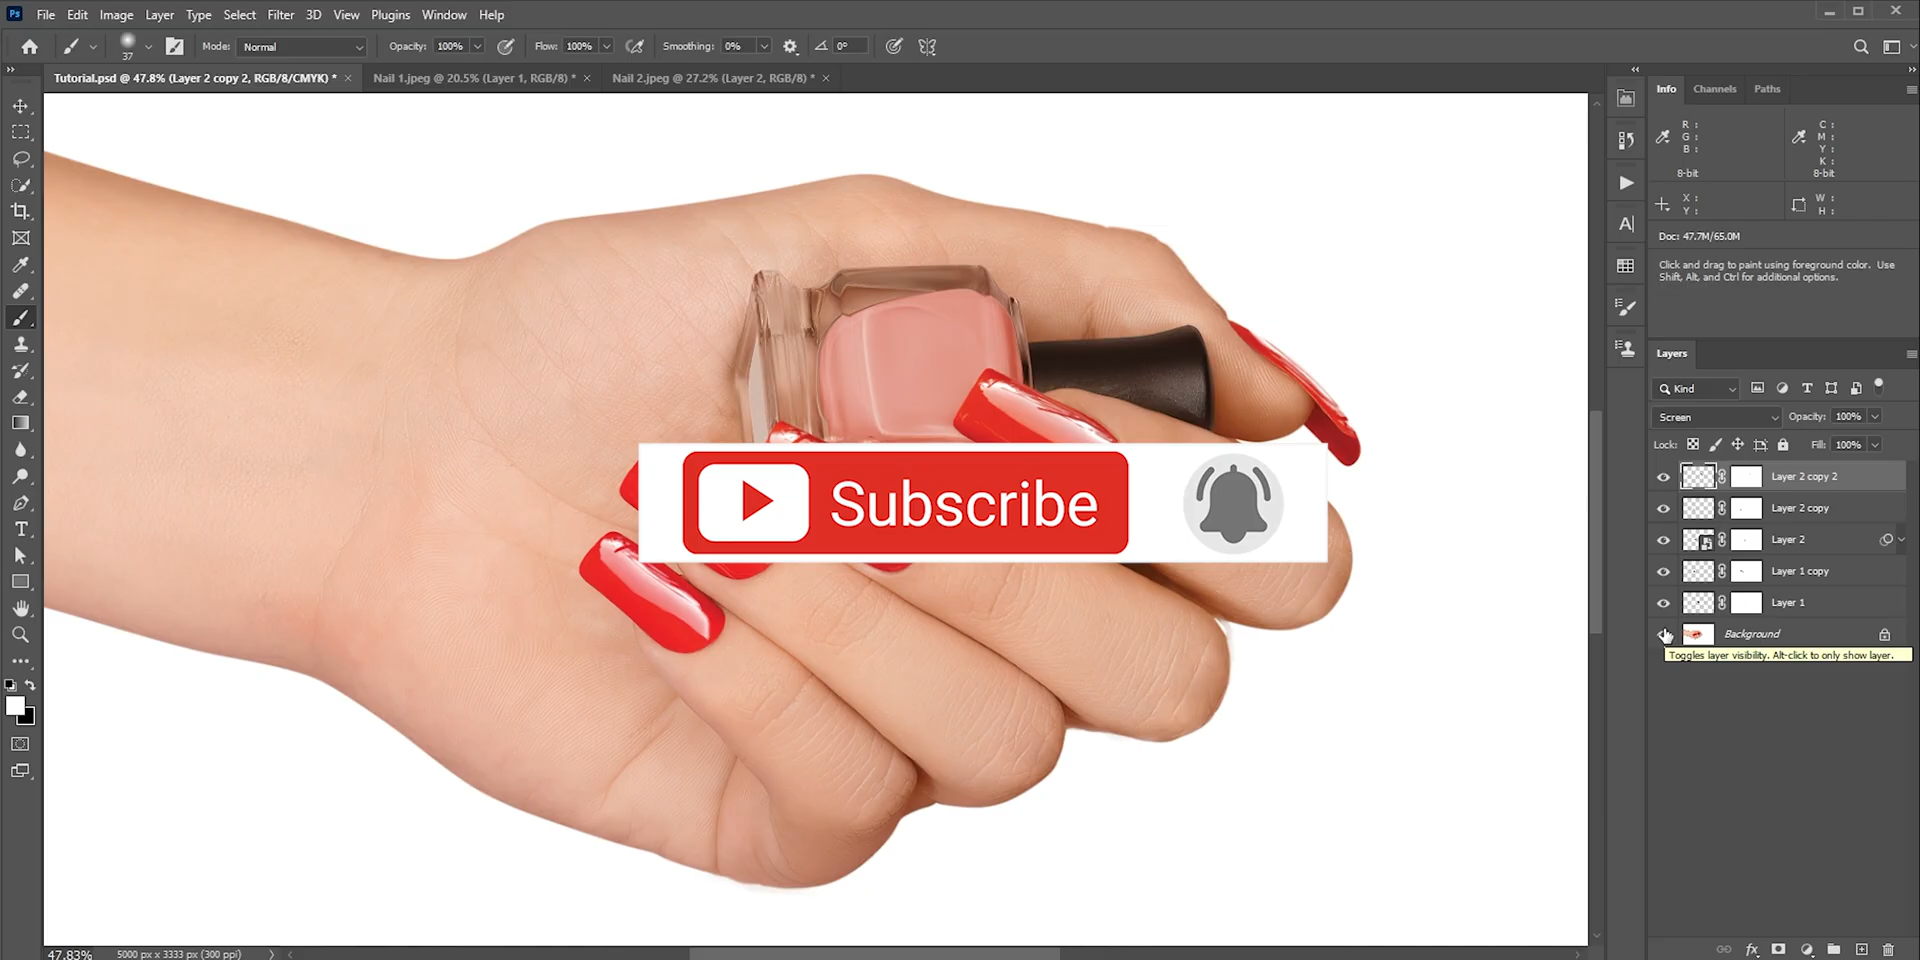 Ps File Edit Image Layer Type Select Filter 3D View Plugins Window Help
37 Mode: Normal Opacity: 100% Flow: 100% Smoothing: 0% 0°
Tutorial.psd @ 47.8% (Layer 2 copy 2, RGB/8/CMYK) * × Nail 1.jpeg @ 20.5% (Layer 1, RGB/8) * × Nail 2.jpeg @ 27.2% (Layer 2, RGB/8) * ×
Info Channels Paths
R : C :
G : M :
B : Y :
K :
8-bit 8-bit
X : W :
Y : H :
Doc: 47.7M/65.0M
Click and drag to paint using foreground color. Use
Shift, Alt, and Ctrl for additional options.
Layers
Kind
Screen Opacity: 100%
Lock: Fill: 100%
Layer 2 copy 2
Layer 2 copy
Layer 2
Layer 1 copy
Layer 1
Background
Toggles layer visibility. Alt-click to only show layer.
Subscribe
47.83% 5000 px x 3333 px (300 ppi)